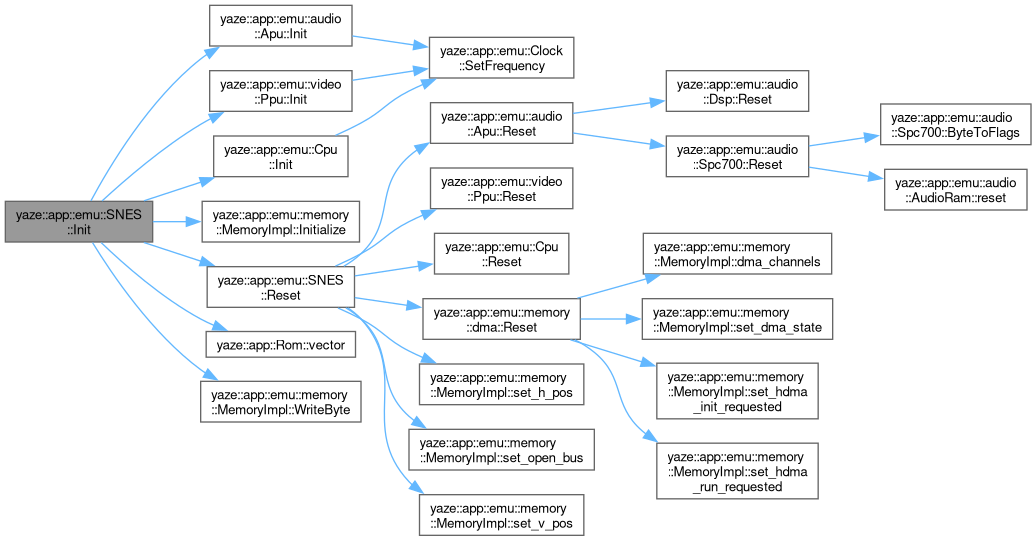 yaze::app::emu::SNES
::Init
yaze::app::emu::audio
::Apu::Init
yaze::app::emu::video
::Ppu::Init
yaze::app::emu::Cpu
::Init
yaze::app::emu::memory
::MemoryImpl::Initialize
yaze::app::emu::SNES
::Reset
yaze::app::Rom::vector
yaze::app::emu::memory
::MemoryImpl::WriteByte
yaze::app::emu::Clock
::SetFrequency
yaze::app::emu::audio
::Apu::Reset
yaze::app::emu::video
::Ppu::Reset
yaze::app::emu::Cpu
::Reset
yaze::app::emu::memory
::dma::Reset
yaze::app::emu::memory
::MemoryImpl::set_h_pos
yaze::app::emu::memory
::MemoryImpl::set_open_bus
yaze::app::emu::memory
::MemoryImpl::set_v_pos
yaze::app::emu::audio
::Dsp::Reset
yaze::app::emu::audio
::Spc700::Reset
yaze::app::emu::memory
::MemoryImpl::dma_channels
yaze::app::emu::memory
::MemoryImpl::set_dma_state
yaze::app::emu::memory
::MemoryImpl::set_hdma
_init_requested
yaze::app::emu::memory
::MemoryImpl::set_hdma
_run_requested
yaze::app::emu::audio
::Spc700::ByteToFlags
yaze::app::emu::audio
::AudioRam::reset